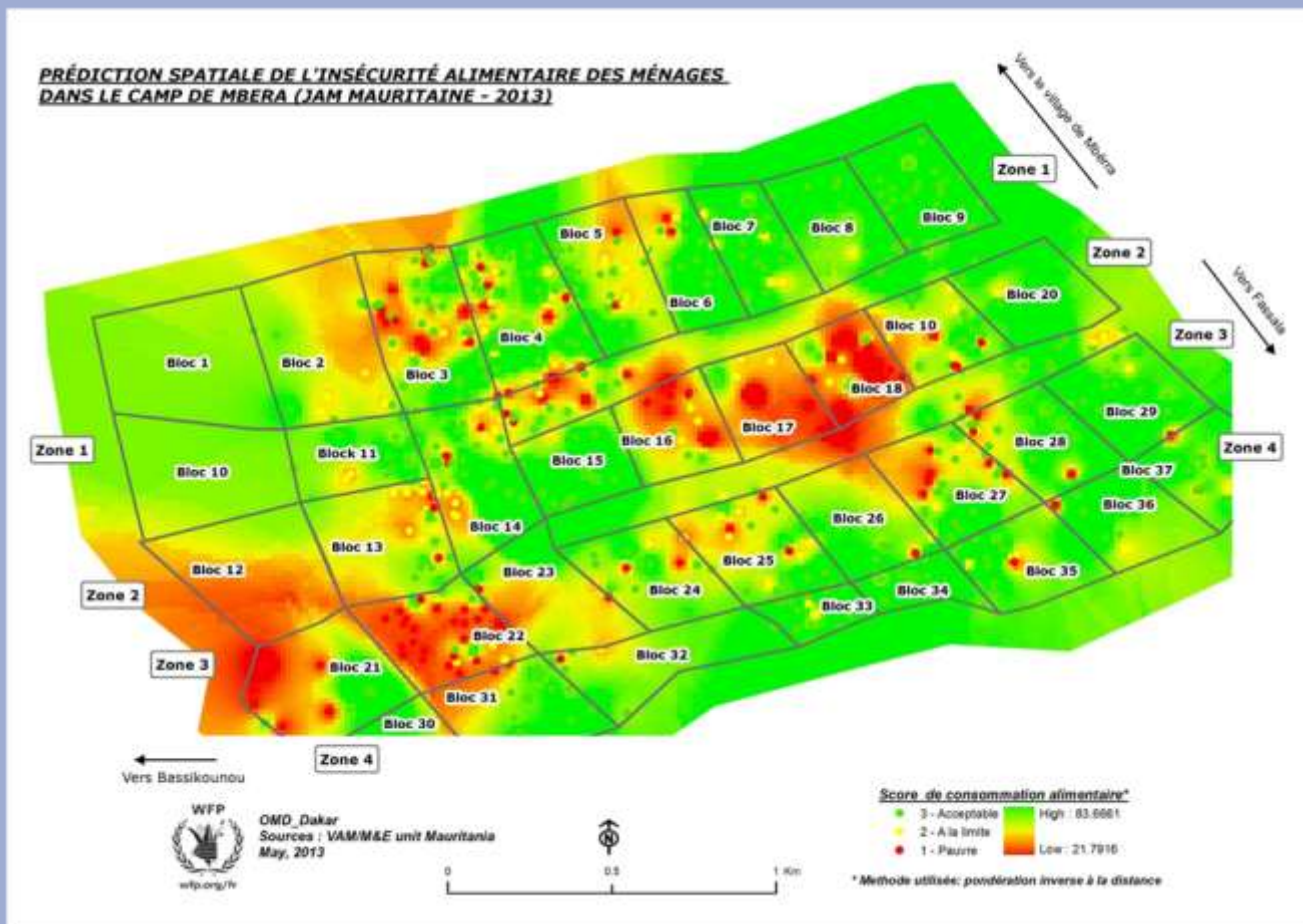 PRÉDICTION SPATIALE DE L'INSÉCURITÉ ALIMENTAIRE DES MÉNAGES
DANS LE CAMP DE MBERA (JAM MAURITAINE - 2013)
Vers le village de Mbérra
Zone 1
Bloc 9
Bloc 8
Bloc 7
Bloc 5
Zone 2
Vers Fassala
Bloc 20
Bloc 6
Bloc 10
Zone 3
Bloc 4
Bloc 1
Bloc 2
Bloc 3
Bloc 18
Bloc 29
Bloc 17
Bloc 16
Bloc 28
Zone 4
Zone 1
Block 11
Bloc 15
Bloc 10
Bloc 37
Bloc 27
Bloc 36
Bloc 26
Bloc 14
Bloc 13
Bloc 25
Bloc 12
Bloc 23
Bloc 35
Bloc 24
Bloc 34
Zone 2
Bloc 33
Bloc 22
Bloc 32
Zone 3
Bloc 21
Bloc 31
Bloc 30
Zone 4
Vers Bassikounou
WFP
wfp.org/fr
OMD_Dakar
Sources : VAM/M&E unit Mauritania
May, 2013
N
0 0.5 1 Km
Score de consommation alimentaire*
3 - Acceptable High : 83.6661
2 - A la limite
1 - Pauvre Low : 21.7916
* Methode utilisée: pondération inverse à la distance